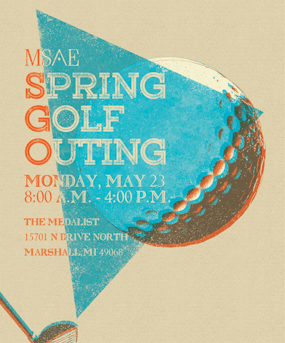 MSAE
SPRING
GOLF
OUTING
MONDAY, MAY 23
8:00 A.M. - 4:00 P.M.
THE MEDALIST
15701 N DRIVE NORTH
MARSHALL, MI 49068